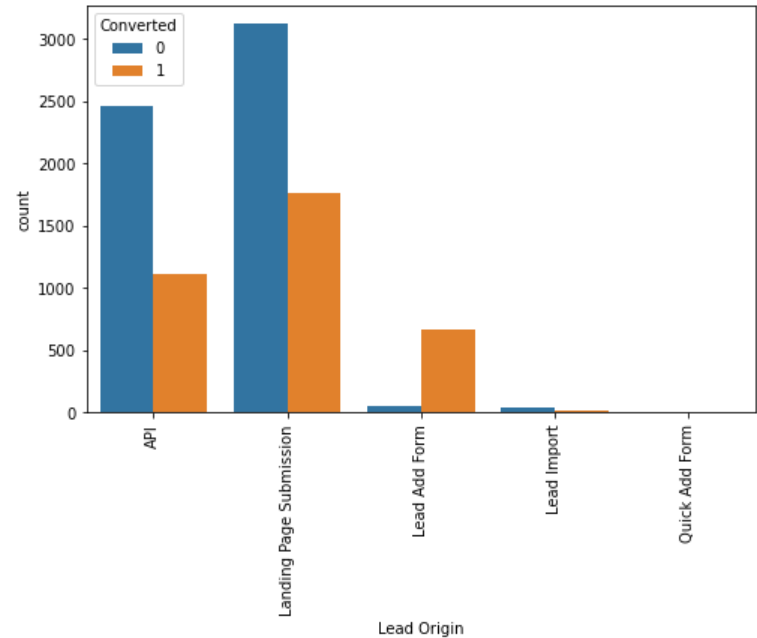 Converted
0
1
3000
2500
2000
1500
1000
500
0
count
API
Landing Page Submission
Lead Add Form
Lead Import
Quick Add Form
Lead Origin